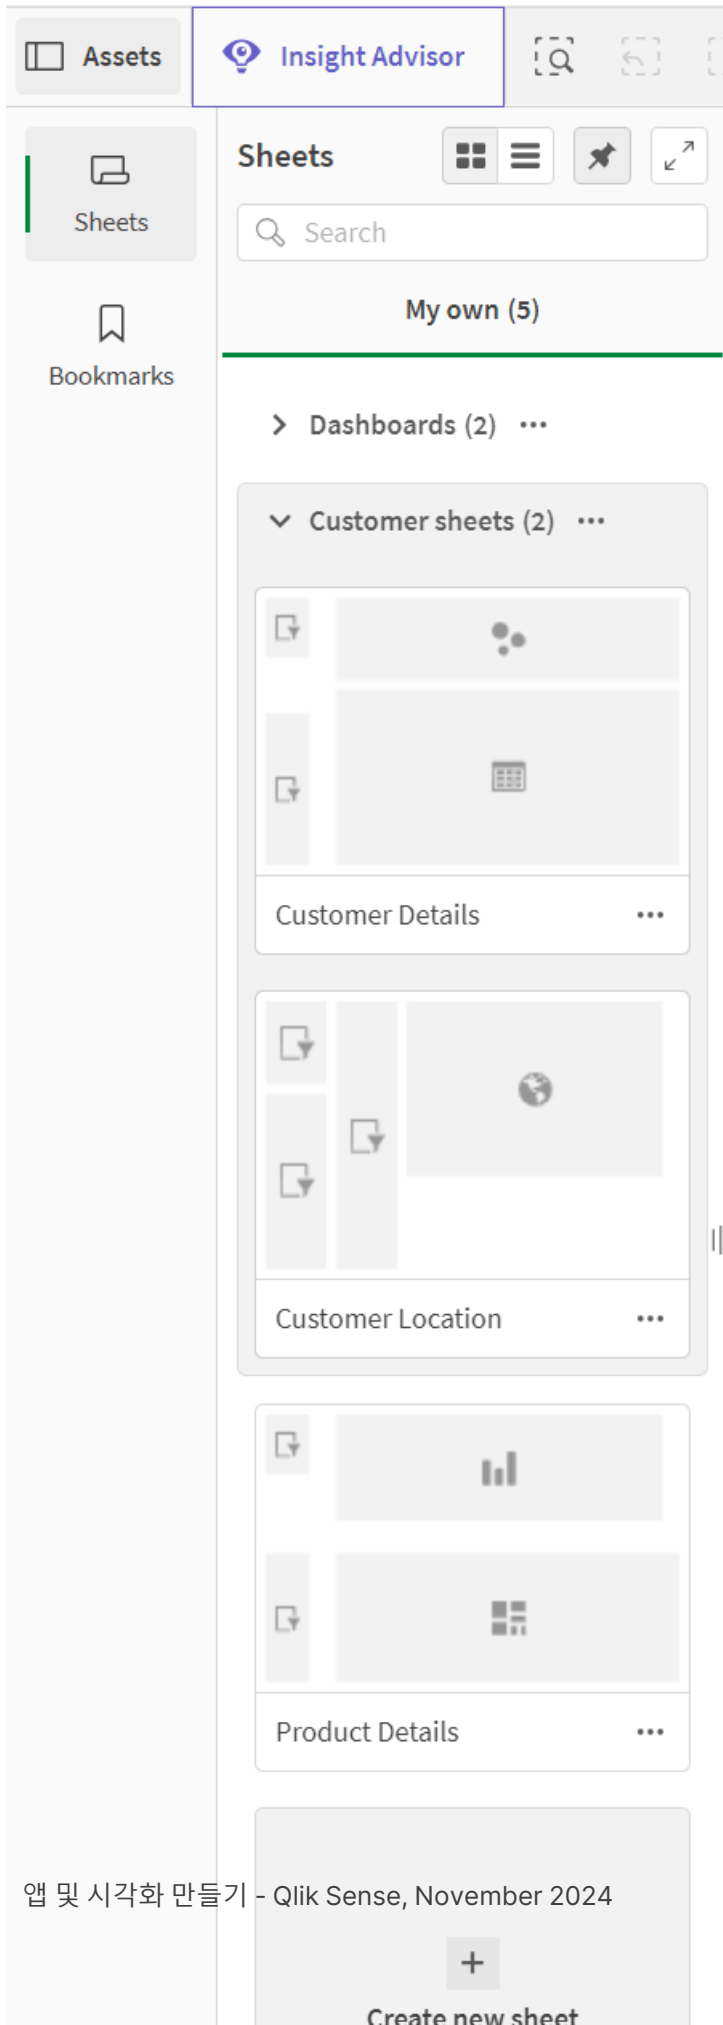 Assets
Insight Advisor
Sheets
Sheets
Search
Bookmarks
My own (5)
Dashboards (2)
Customer sheets (2)
Customer Details
Customer Location
Product Details
앱 및 시각화 만들기 - Qlik Sense, November 2024
Create new sheet